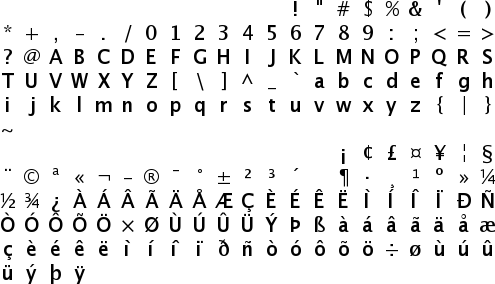 ! " # $ % & ' ( )
* + , - . / 0 1 2 3 4 5 6 7 8 9 : ; < = >
? @ A B C D E F G H I J K L M N O P Q R S
T U V W X Y Z [ \ ] ^ _ ` a b c d e f g h
i j k l m n o p q r s t u v w x y z { | }
~
¡ ¢ £ ¤ ¥ ¦ §
¨ © ª « ¬ – ® ¯ ° ± ² ³ ´ ¶ · ¸ ¹ º » ¼
½ ¾ ¿ À Á Â Ã Ä Å Æ Ç È É Ê Ë Ì Í Î Ï Ð Ñ
Ò Ó Ô Õ Ö × Ø Ù Ú Û Ü Ý Þ ß à á â ã ä å æ
ç è é ê ë ì í î ï ð ñ ò ó ô õ ö ÷ ø ù ú û
ü ý þ ÿ